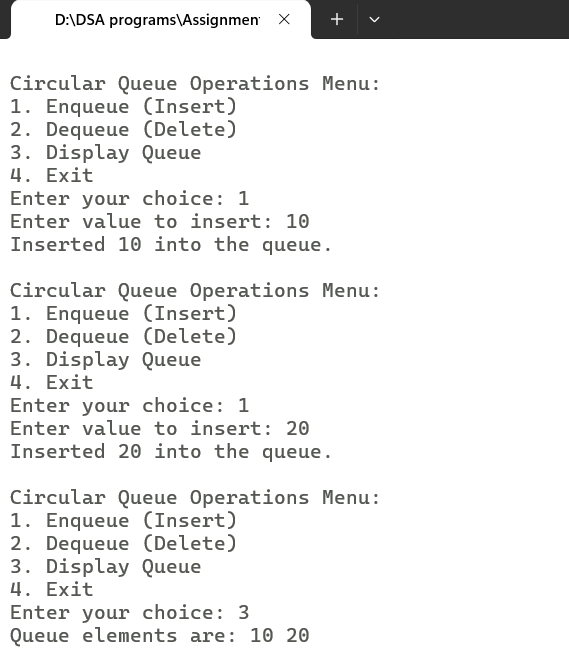 D:\DSA programs\Assignmen
Circular Queue Operations Menu:
1. Enqueue (Insert)
2. Dequeue (Delete)
3. Display Queue
4. Exit
Enter your choice: 1
Enter value to insert: 10
Inserted 10 into the queue.
Circular Queue Operations Menu:
1. Enqueue (Insert)
2. Dequeue (Delete)
3. Display Queue
4. Exit
Enter your choice: 1
Enter value to insert: 20
Inserted 20 into the queue.
Circular Queue Operations Menu:
1. Enqueue (Insert)
2. Dequeue (Delete)
3. Display Queue
4. Exit
Enter your choice: 3
Queue elements are: 10 20